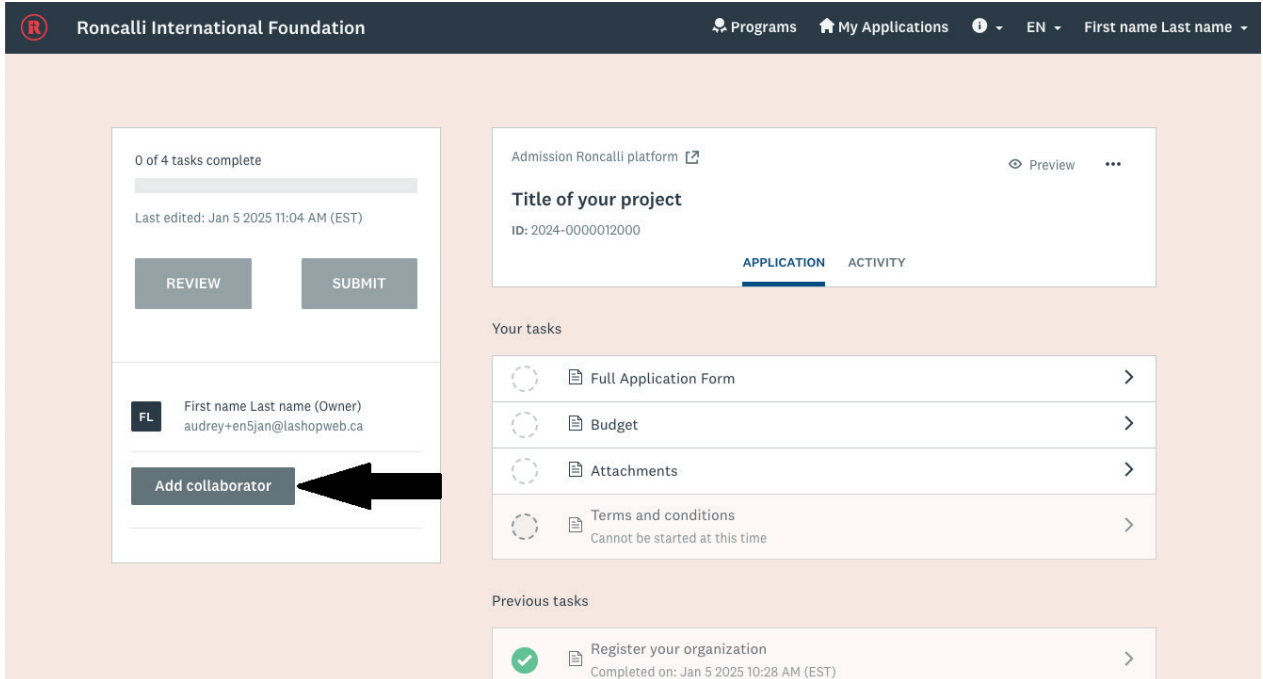 R Roncalli International Foundation Programs My Applications EN First name Last name
0 of 4 tasks complete
Last edited: Jan 5 2025 11:04 AM (EST)
REVIEW SUBMIT
FL
First name Last name (Owner)
audrey+en5jan@lashopweb.ca
Add collaborator
Admission Roncalli platform
Preview
Title of your project
ID: 2024-0000012000
APPLICATION ACTIVITY
Your tasks
Full Application Form
Budget
Attachments
Terms and conditions
Cannot be started at this time
Previous tasks
Register your organization
Completed on: Jan 5 2025 10:28 AM (EST)